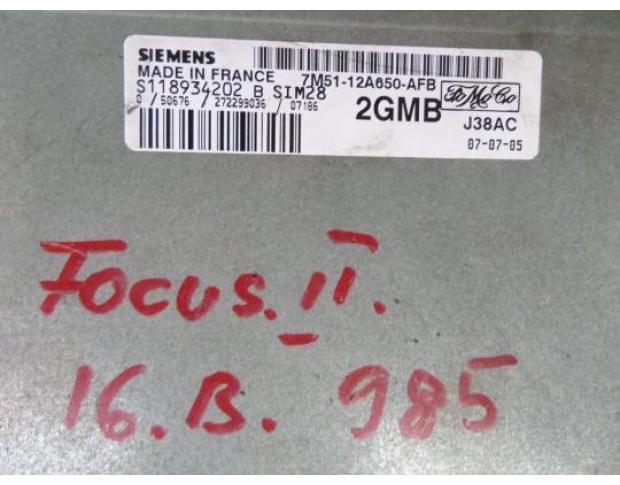 SIEMENS
MADE IN FRANCE 7M51-12A650-AFB
S118934202 B SIM28 FoMoCo
0 / 50676 / 272299036 / 07186 2GMB
J38AC
07-07-05
Focus. II.
16. B. 985